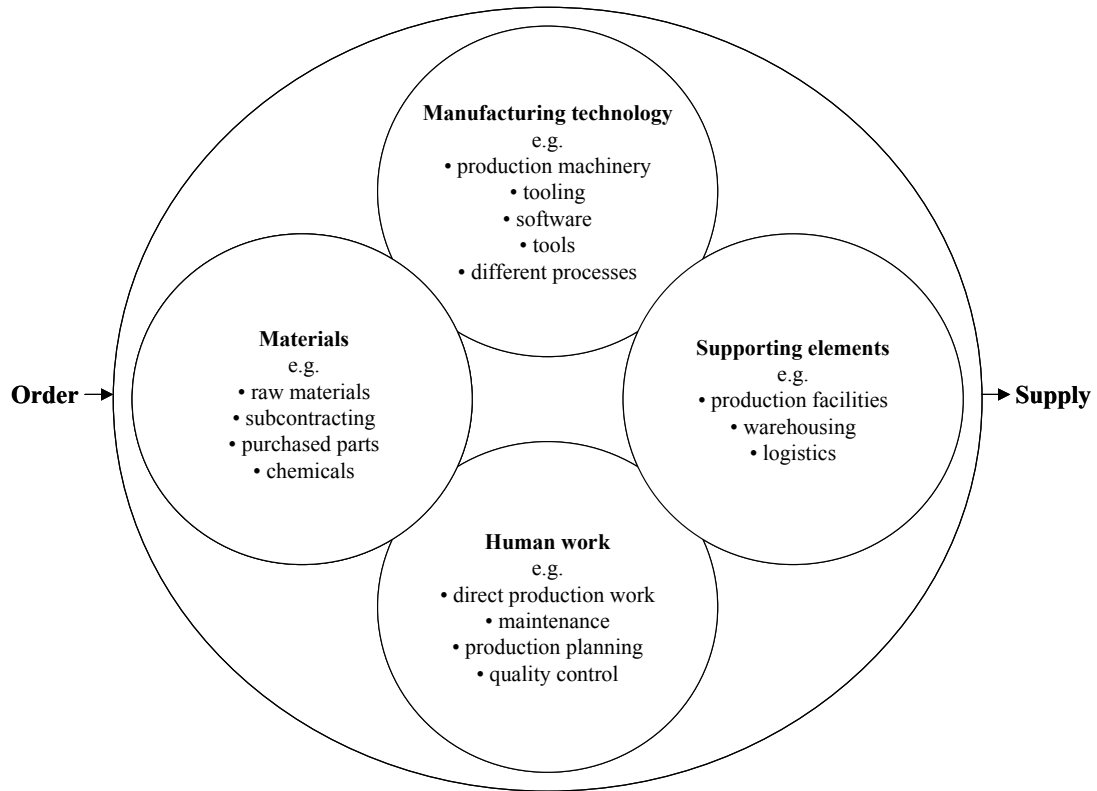 Manufacturing technology
e.g.
• production machinery
• tooling
• software
• tools
• different processes
Materials
e.g.
• raw materials
• subcontracting
• purchased parts
• chemicals
Supporting elements
e.g.
• production facilities
• warehousing
• logistics
Order
Supply
Human work
e.g.
• direct production work
• maintenance
• production planning
• quality control